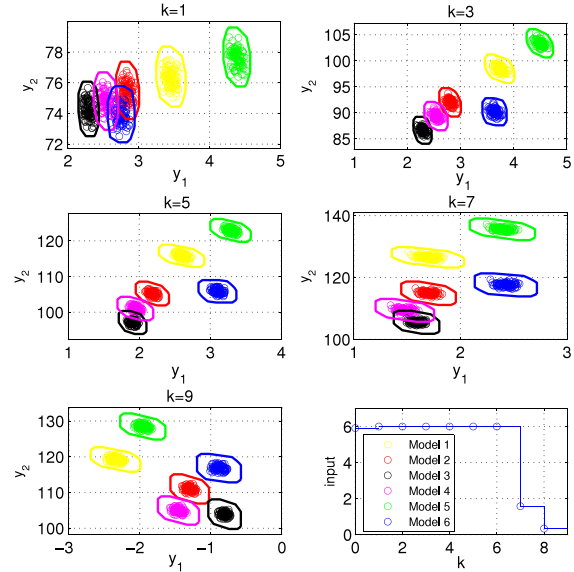 k=1
78
76
74
72
y2
2 3 4 5
y1
k=3
105
100
95
90
85
y2
1 2 3 4 5
y1
k=5
120
110
100
y2
1 2 3 4
y1
k=7
140
120
100
y2
1 2 3
y1
k=9
130
120
110
100
y2
−3 −2 −1 0
y1
6
4
2
0
input
Model 1
Model 2
Model 3
Model 4
Model 5
Model 6
0 2 4 6 8
k